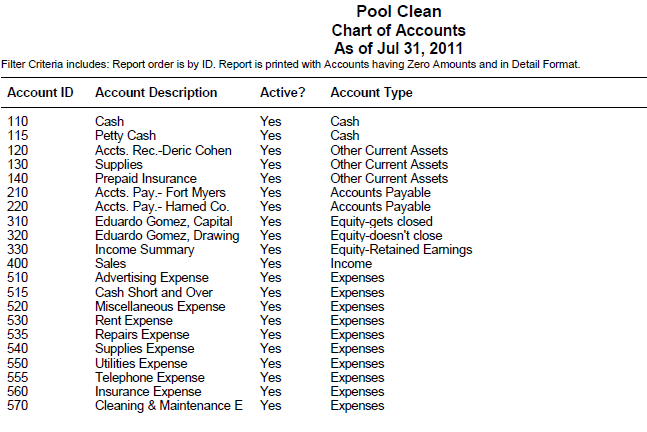 Pool Clean
Chart of Accounts
As of Jul 31, 2011
Filter Criteria includes: Report order is by ID. Report is printed with Accounts having Zero Amounts and in Detail Format.
Account ID Account Description Active? Account Type
110 Cash Yes Cash
115 Petty Cash Yes Cash
120 Accts. Rec.-Deric Cohen Yes Other Current Assets
130 Supplies Yes Other Current Assets
140 Prepaid Insurance Yes Other Current Assets
210 Accts. Pay.- Fort Myers Yes Accounts Payable
220 Accts. Pay.- Harned Co. Yes Accounts Payable
310 Eduardo Gomez, Capital Yes Equity-gets closed
320 Eduardo Gomez, Drawing Yes Equity-doesn't close
330 Income Summary Yes Equity-Retained Earnings
400 Sales Yes Income
510 Advertising Expense Yes Expenses
515 Cash Short and Over Yes Expenses
520 Miscellaneous Expense Yes Expenses
530 Rent Expense Yes Expenses
535 Repairs Expense Yes Expenses
540 Supplies Expense Yes Expenses
550 Utilities Expense Yes Expenses
555 Telephone Expense Yes Expenses
560 Insurance Expense Yes Expenses
570 Cleaning & Maintenance E Yes Expenses